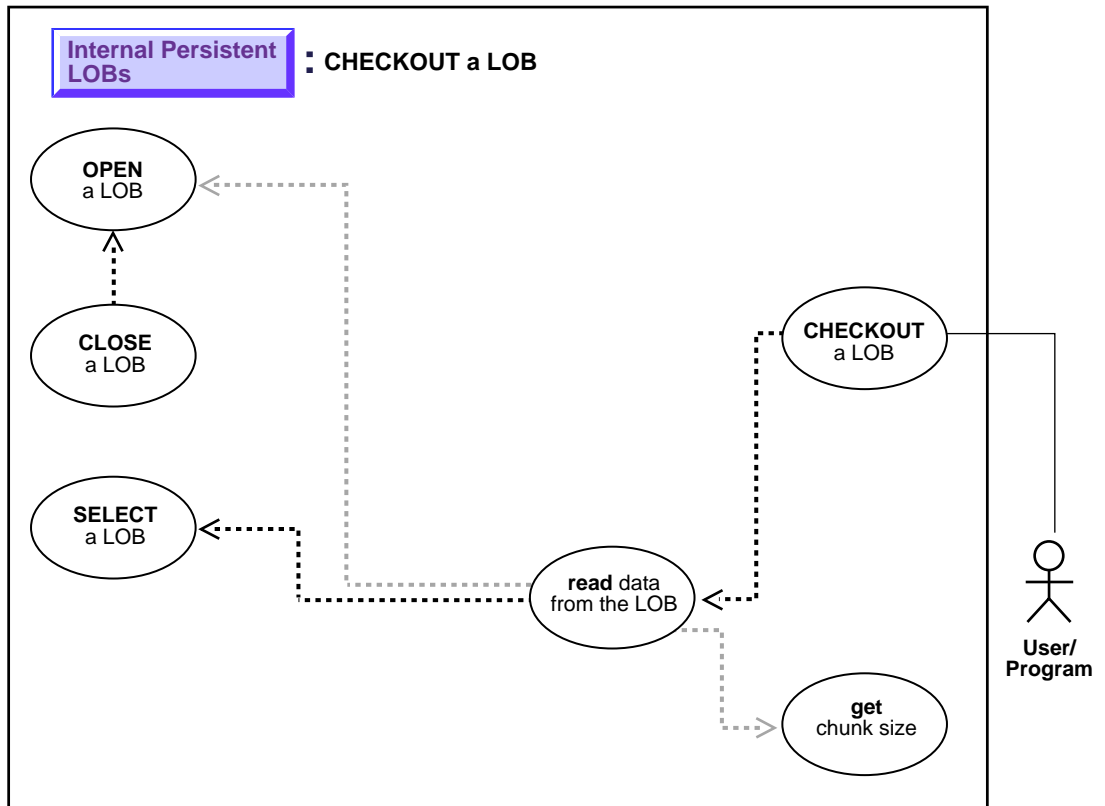 Internal Persistent
LOBs
: CHECKOUT a LOB
OPEN
a LOB
CLOSE
a LOB
CHECKOUT
a LOB
SELECT
a LOB
read data
from the LOB
User/
Program
get
chunk size